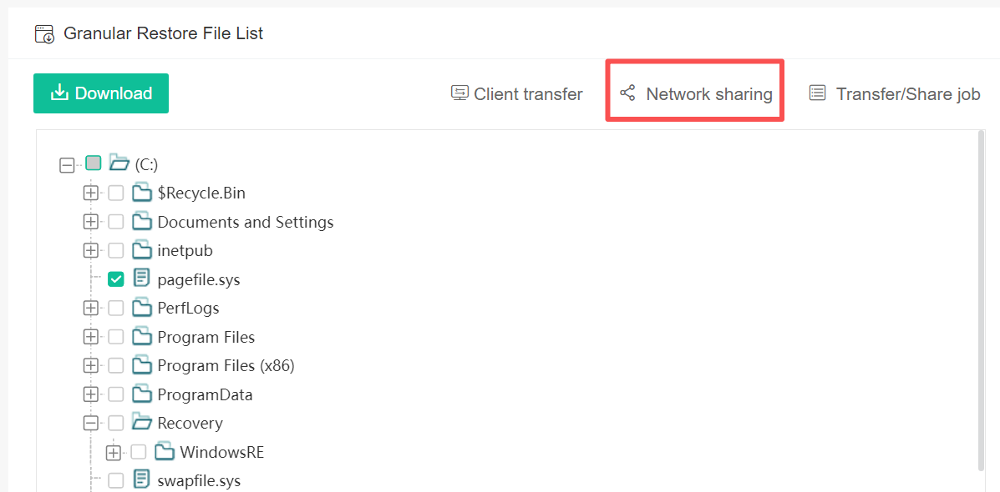 Granular Restore File List
Download Client transfer Network sharing Transfer/Share job
(C:)
$Recycle.Bin
Documents and Settings
inetpub
pagefile.sys
PerfLogs
Program Files
Program Files (x86)
ProgramData
Recovery
WindowsRE
swapfile.sys